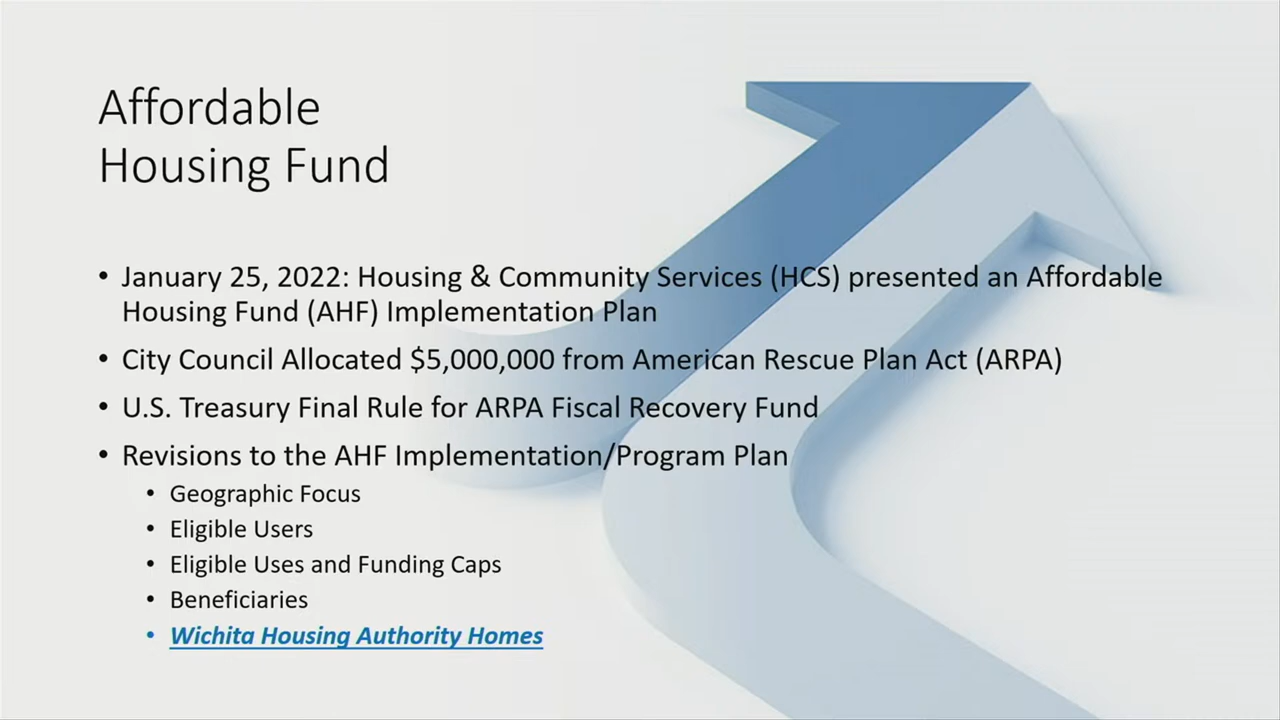 Affordable
Housing Fund
• January 25, 2022: Housing & Community Services (HCS) presented an Affordable
Housing Fund (AHF) Implementation Plan
• City Council Allocated $5,000,000 from American Rescue Plan Act (ARPA)
• U.S. Treasury Final Rule for ARPA Fiscal Recovery Fund
• Revisions to the AHF Implementation/Program Plan
• Geographic Focus
• Eligible Users
• Eligible Uses and Funding Caps
• Beneficiaries
• Wichita Housing Authority Homes